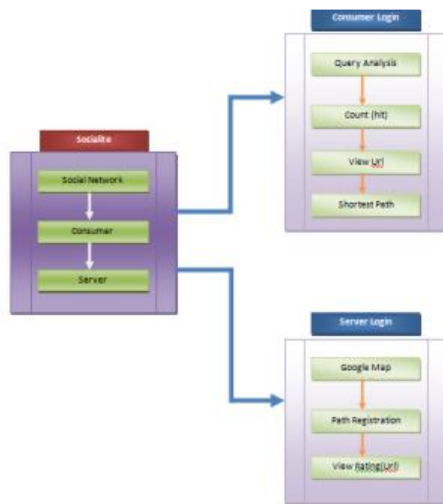 Consumer Login
Query Analysis
Count (hit)
View Url
Shortest Path
Socialite
Social Network
Consumer
Server
Server Login
Google Map
Path Registration
View Rating(Url)